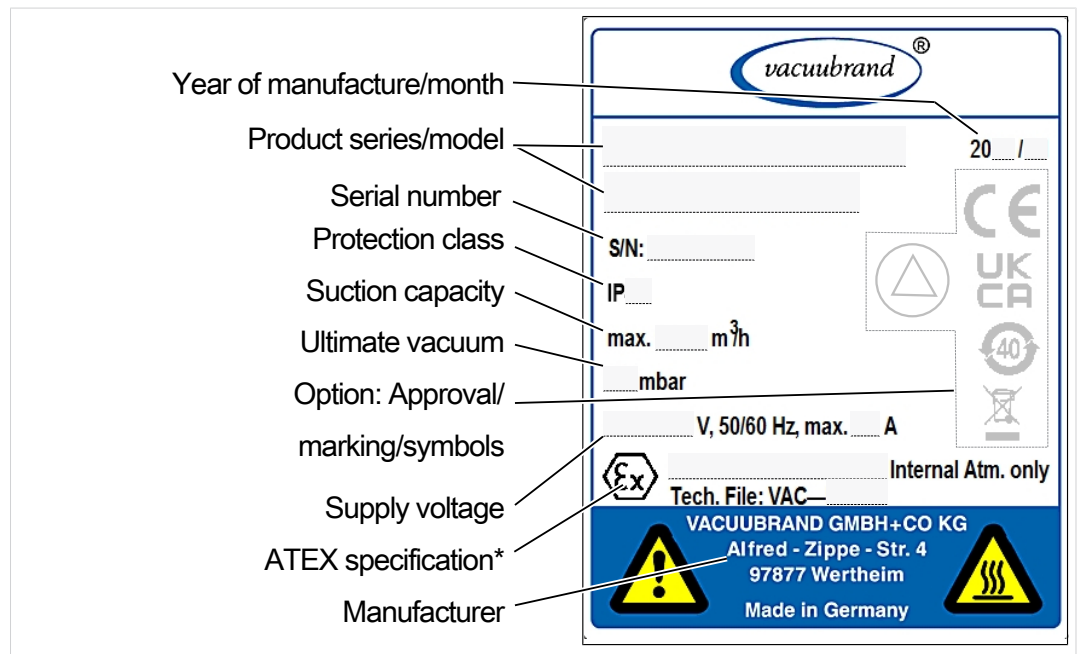 Year of manufacture/month
Product series/model
Serial number
Protection class
Suction capacity
Ultimate vacuum
Option: Approval/
marking/symbols
Supply voltage
ATEX specification*
Manufacturer
vacuubrand ®
20 /
S/N:
IP
max. m³/h
mbar
V, 50/60 Hz, max. A
Ex Internal Atm. only
Tech. File: VAC—
CE
UK
CA
40
VACUUBRAND GMBH+CO KG
Alfred - Zippe - Str. 4
97877 Wertheim
Made in Germany